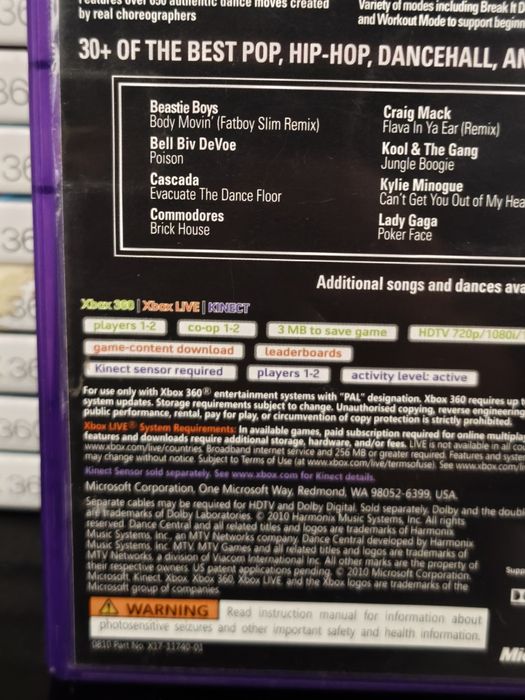 Features over 650 authentic dance moves created
by real choreographers
Variety of modes including Break It
and Workout Mode to support
30+ OF THE BEST POP, HIP-HOP, DANCEHALL,
Beastie Boys
Body Movin' (Fatboy Slim Remix)
Bell Biv DeVoe
Poison
Cascada
Evacuate The Dance Floor
Commodores
Brick House
Craig Mack
Flava In Ya Ear (Remix)
Kool & The Gang
Jungle Boogie
Kylie Minogue
Can't Get You Out of My
Lady Gaga
Poker Face
Additional songs and dances
Xbox 360 | Xbox LIVE | KINECT
players 1-2 co-op 1-2 3 MB to save game HDTV 720p/1080i/
game-content download leaderboards
Kinect sensor required players 1-2 activity level: active
For use only with Xbox 360® entertainment systems with "PAL" designation. Xbox 360 requires up
system updates. Storage requirements subject to change. Unauthorised copying, reverse engineering
public performance, rental, pay for play, or circumvention of copy protection is strictly prohibited.
Xbox LIVE® System Requirements: In available games, paid subscription required for online
features and downloads require additional storage, hardware, and/or fees. LIVE is not available in all
www.xbox.com/live/countries. Broadband internet service and 256 MB or greater required. Features and
may change without notice. Subject to Terms of Use (at www.xbox.com/live/termsofuse). See www.xbox.com/
Kinect Sensor sold separately. See www.xbox.com for Kinect details.
Microsoft Corporation, One Microsoft Way, Redmond, WA 98052-6399, USA.
Separate cables may be required for HDTV and Dolby Digital. Sold separately. Dolby and the
are trademarks of Dolby Laboratories. © 2010 Harmonix Music Systems, Inc. All rights
reserved. Dance Central and all related titles and logos are trademarks of Harmonix
Music Systems, Inc., an MTV Networks company. Dance Central developed by Harmonix
Music Systems, Inc. MTV, MTV Games and all related titles and logos are trademarks of
MTV Networks, a division of Viacom International Inc. All other marks are the property of
their respective owners. US patent applications pending. © 2010 Microsoft Corporation.
Microsoft, Kinect, Xbox, Xbox 360, Xbox LIVE, and the Xbox logos are trademarks of the
Microsoft group of companies.
WARNING Read instruction manual for information about
photosensitive seizures and other important safety and health information.
0810 Part No. X17-11740-01
36
36
36
36
36
36
360
36